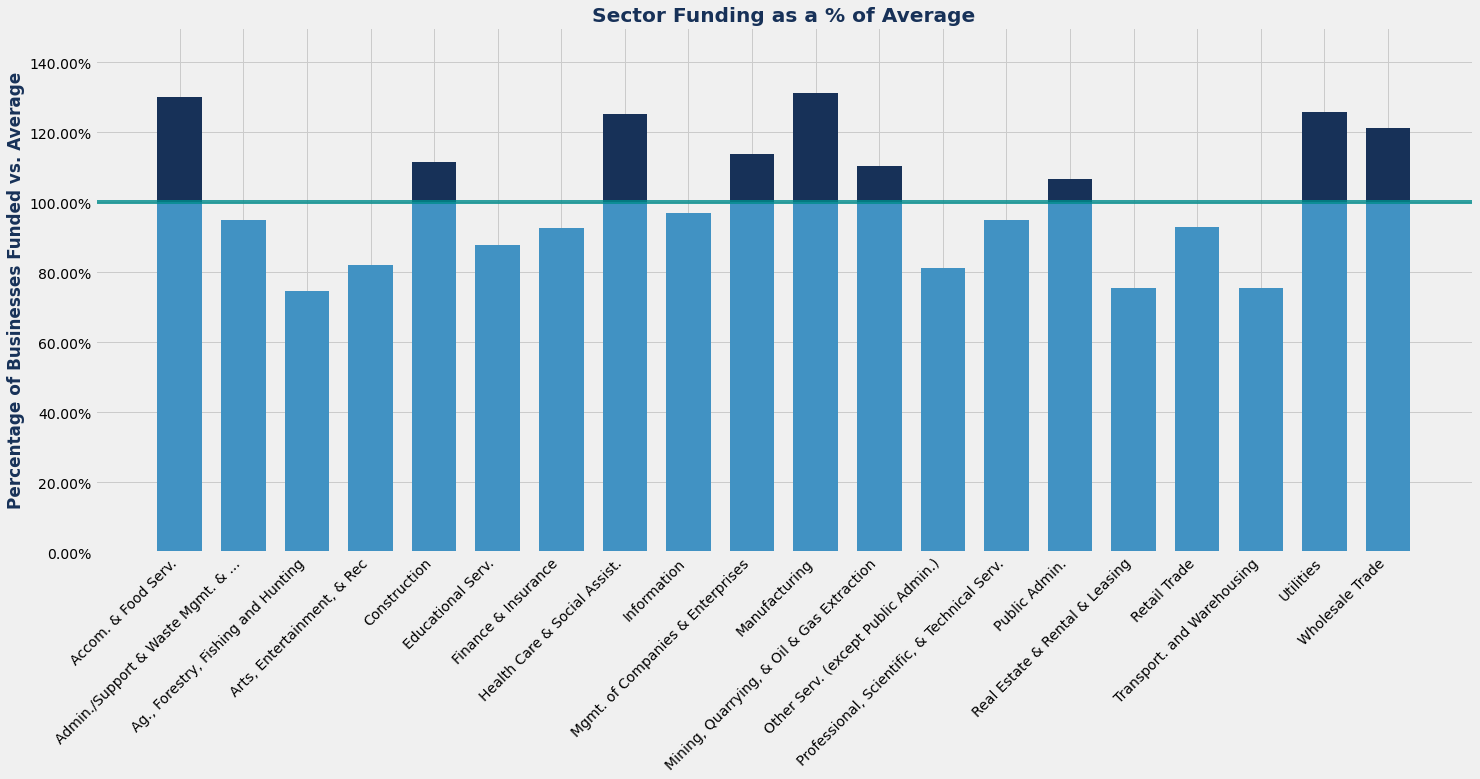 Sector Funding as a % of Average
Percentage of Businesses Funded vs. Average
140.00%
120.00%
100.00%
80.00%
60.00%
40.00%
20.00%
0.00%
Accom. & Food Serv.
Admin./Support & Waste Mgmt. & ...
Ag., Forestry, Fishing and Hunting
Arts, Entertainment, & Rec
Construction
Educational Serv.
Finance & Insurance
Health Care & Social Assist.
Information
Mgmt. of Companies & Enterprises
Manufacturing
Mining, Quarrying, & Oil & Gas Extraction
Other Serv. (except Public Admin.)
Professional, Scientific, & Technical Serv.
Public Admin.
Real Estate & Rental & Leasing
Retail Trade
Transport. and Warehousing
Utilities
Wholesale Trade